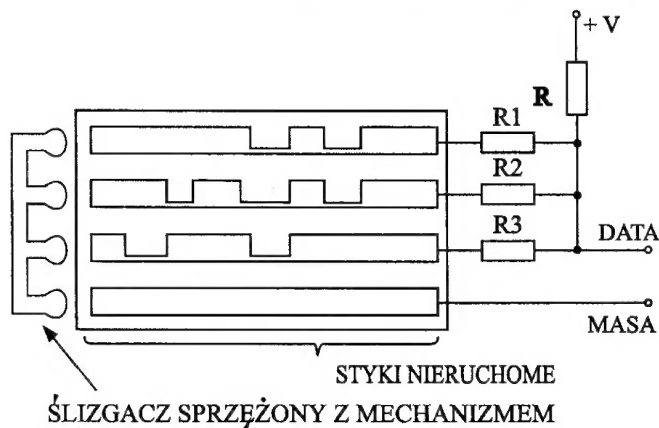 + V
R
R1
R2
R3
DATA
MASA
STYKI NIERUCHOME
ŚLIZGACZ SPRZĘŻONY Z MECHANIZMEM